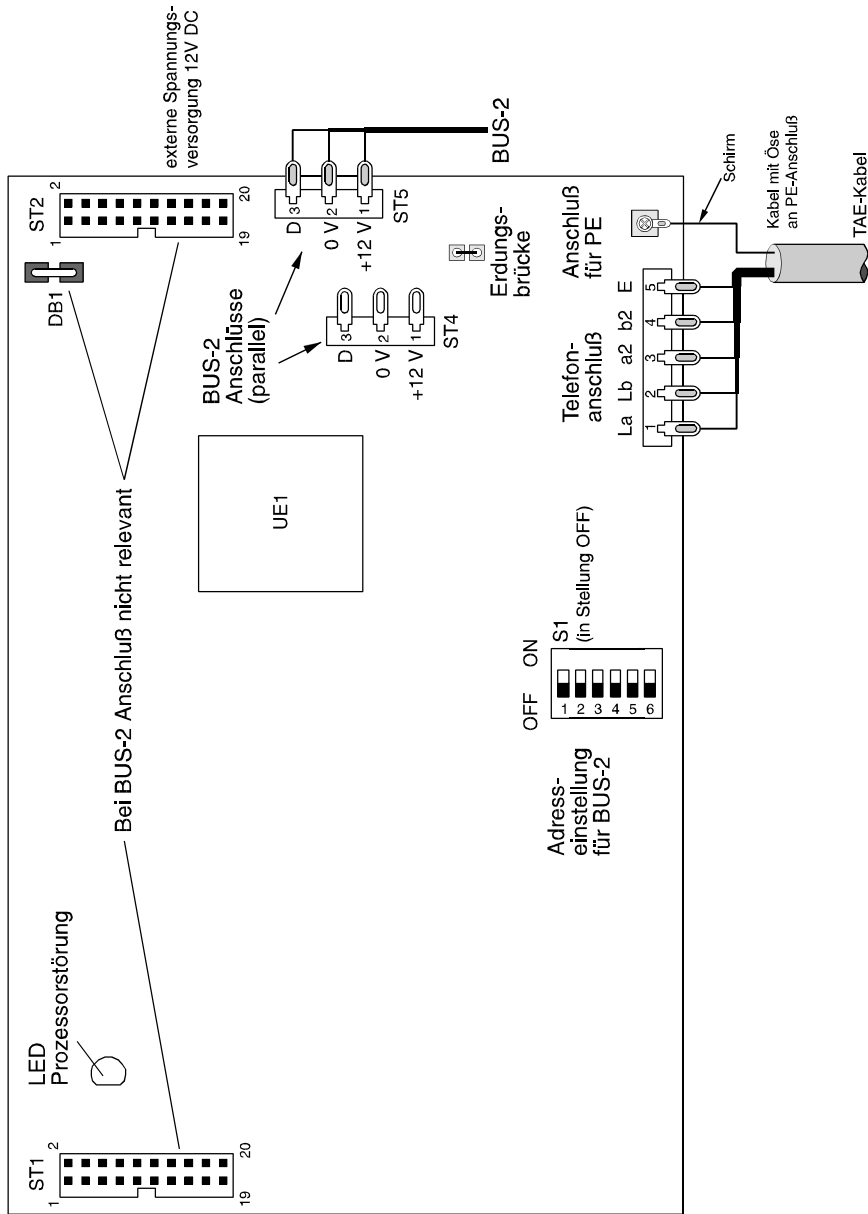 ST1
1
2
19
20
LED
Prozessorstörung
Bei BUS-2 Anschluß nicht relevant
DB1
ST2
1
2
19
20
externe Spannungs-
versorgung 12V DC
UE1
BUS-2
Anschlüsse
(parallel)
D 3
0 V 2
+12 V 1
ST4
D 3
0 V 2
+12 V 1
ST5
BUS-2
Erdungs-
brücke
Adress-
einstellung
für BUS-2
OFF ON
1
2
3
4
5
6
S1
(in Stellung OFF)
Telefon-
anschluß
La Lb a2 b2 E
1 2 3 4 5
Anschluß
für PE
Schirm
Kabel mit Öse
an PE-Anschluß
TAE-Kabel